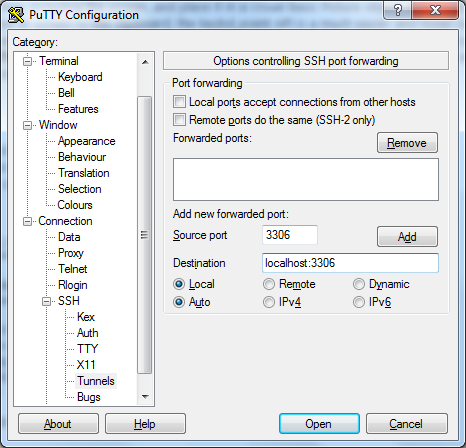 PuTTY Configuration
Category:
Terminal
Keyboard
Bell
Features
Window
Appearance
Behaviour
Translation
Selection
Colours
Connection
Data
Proxy
Telnet
Rlogin
SSH
Kex
Auth
TTY
X11
Tunnels
Bugs
Options controlling SSH port forwarding
Port forwarding
Local ports accept connections from other hosts
Remote ports do the same (SSH-2 only)
Forwarded ports:
Remove
Add new forwarded port:
Source port 3306 Add
Destination localhost:3306
Local Remote Dynamic
Auto IPv4 IPv6
About Help Open Cancel